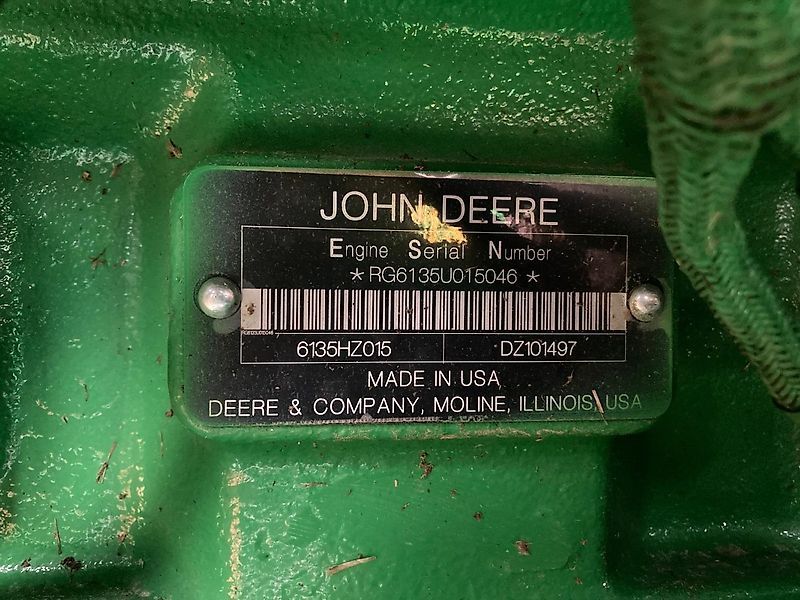 JOHN DEERE
Engine Serial Number
*RG6135U015046*
6135HZ015 DZ101497
MADE IN USA
DEERE & COMPANY, MOLINE, ILLINOIS USA